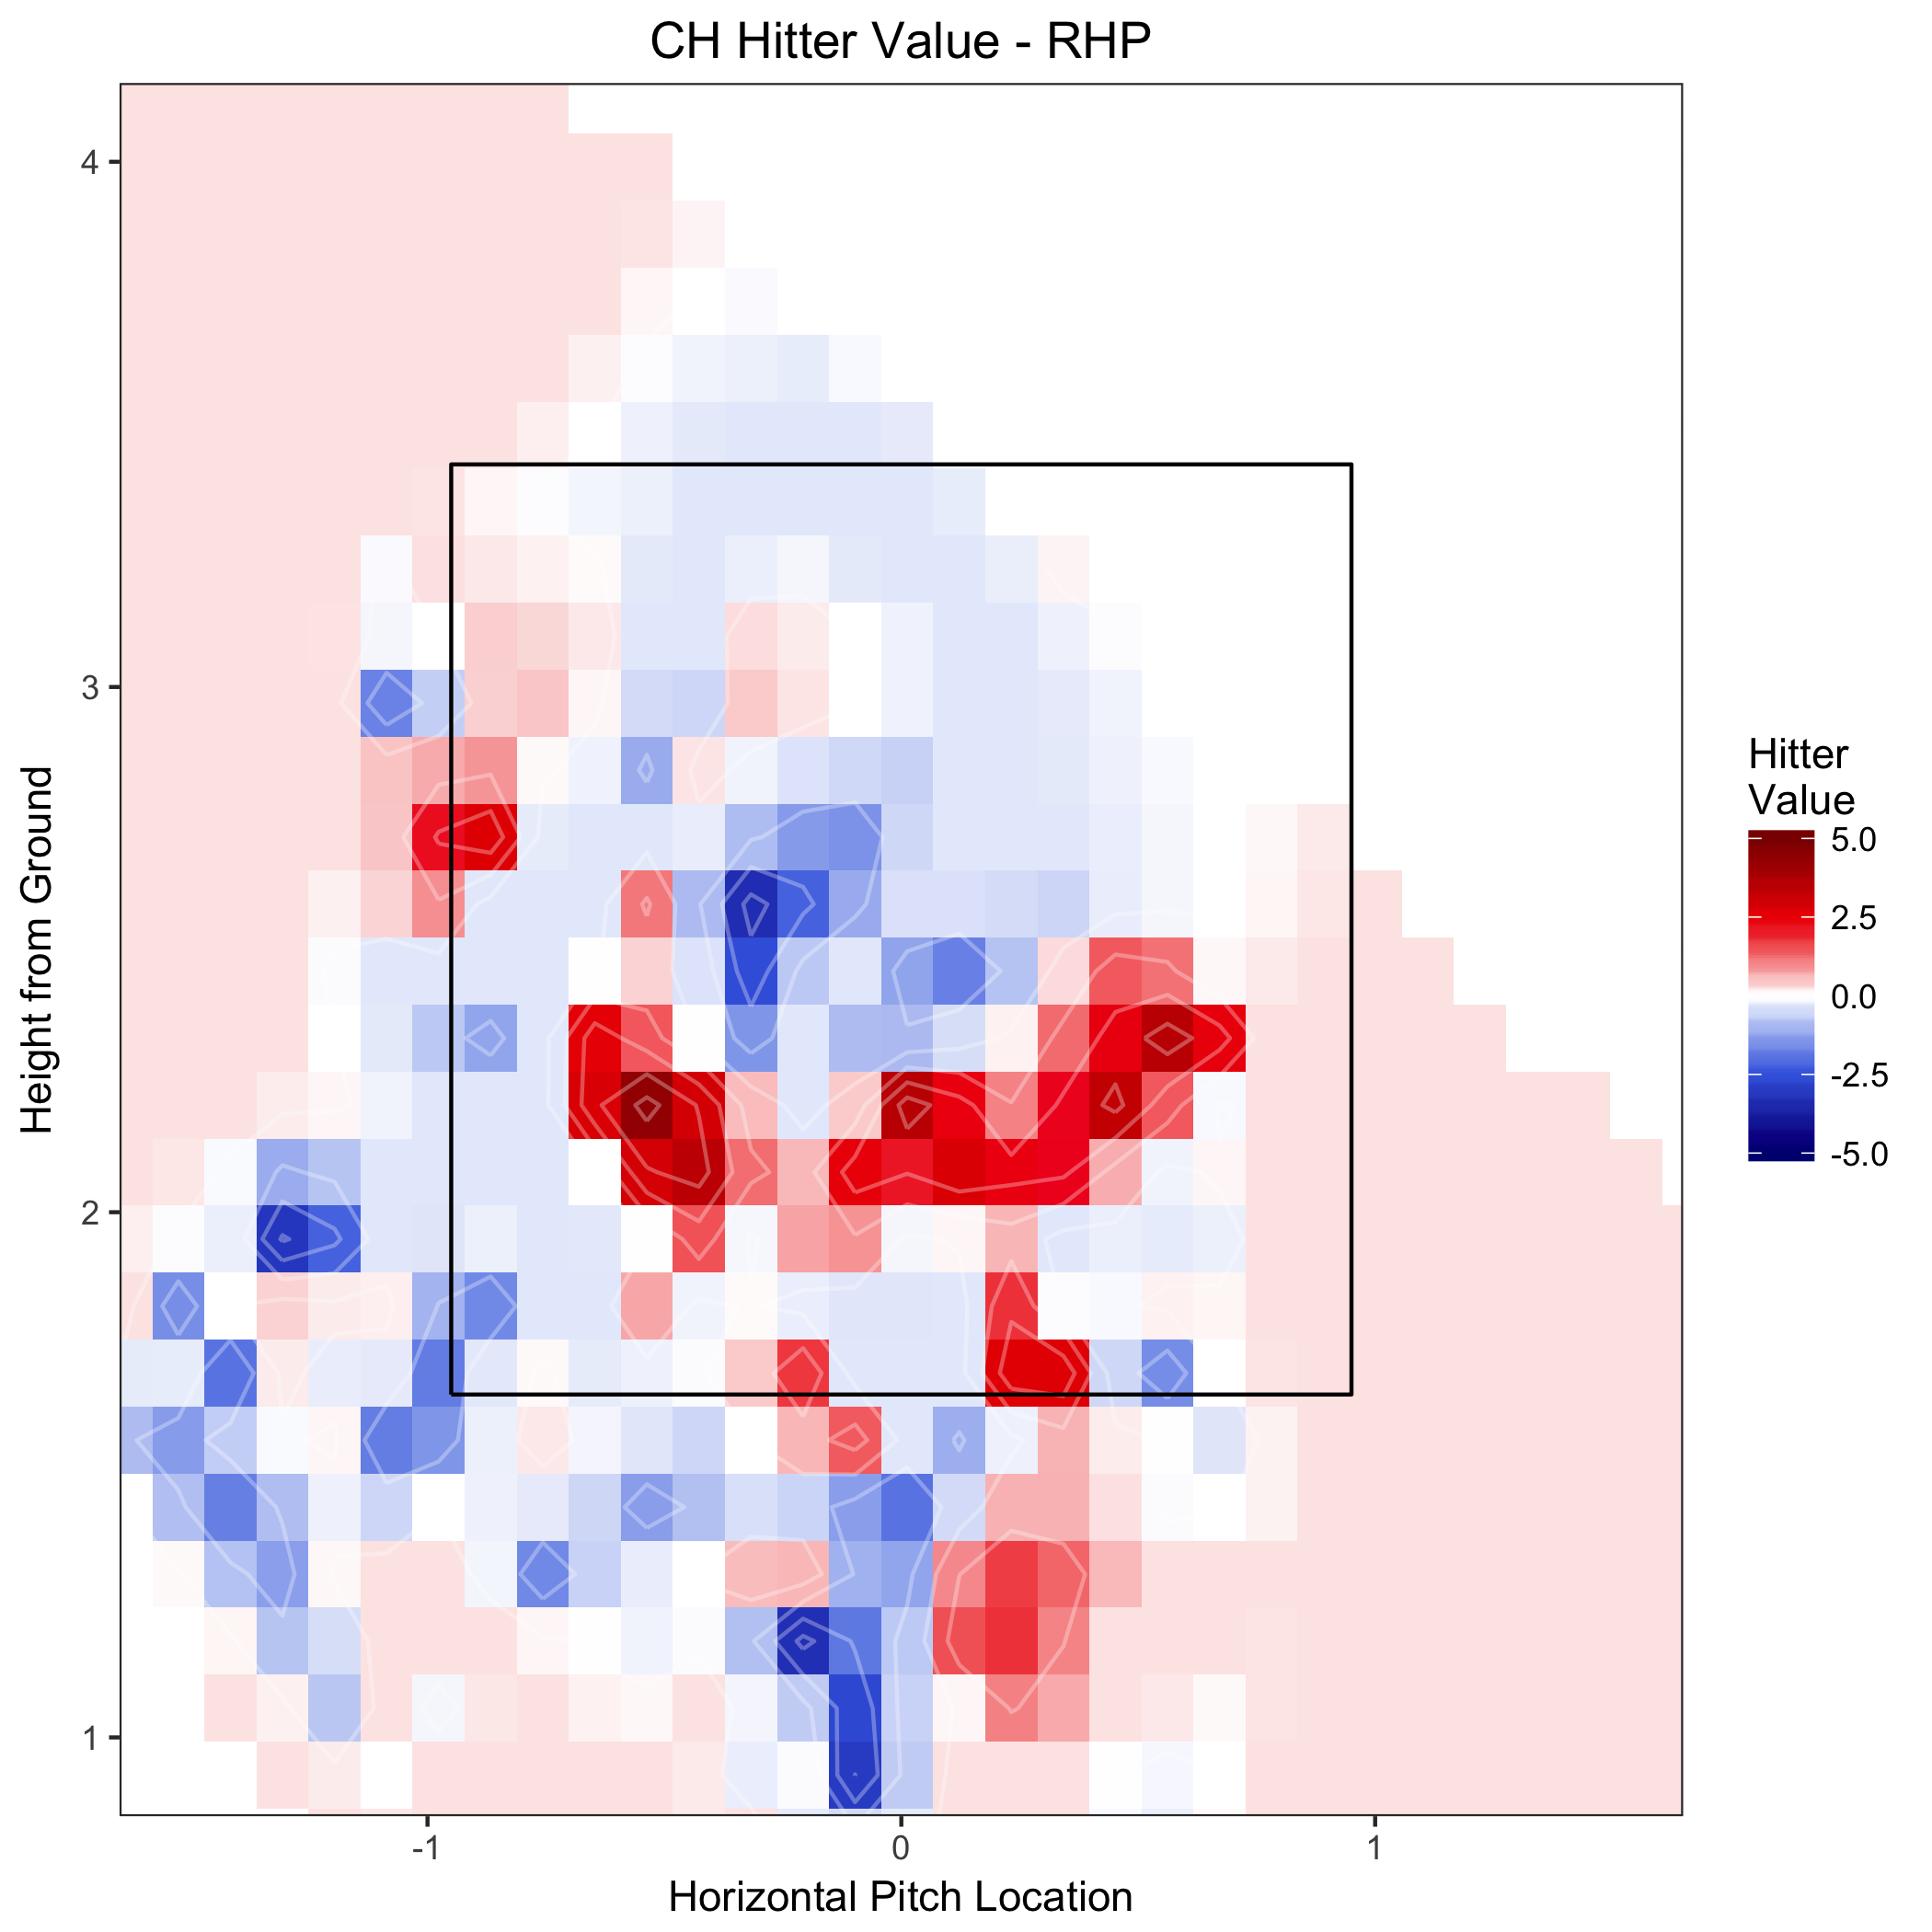 CH Hitter Value - RHP
4
3
2
1
Height from Ground
-1
0
1
Horizontal Pitch Location
Hitter
Value
5.0
2.5
0.0
-2.5
-5.0